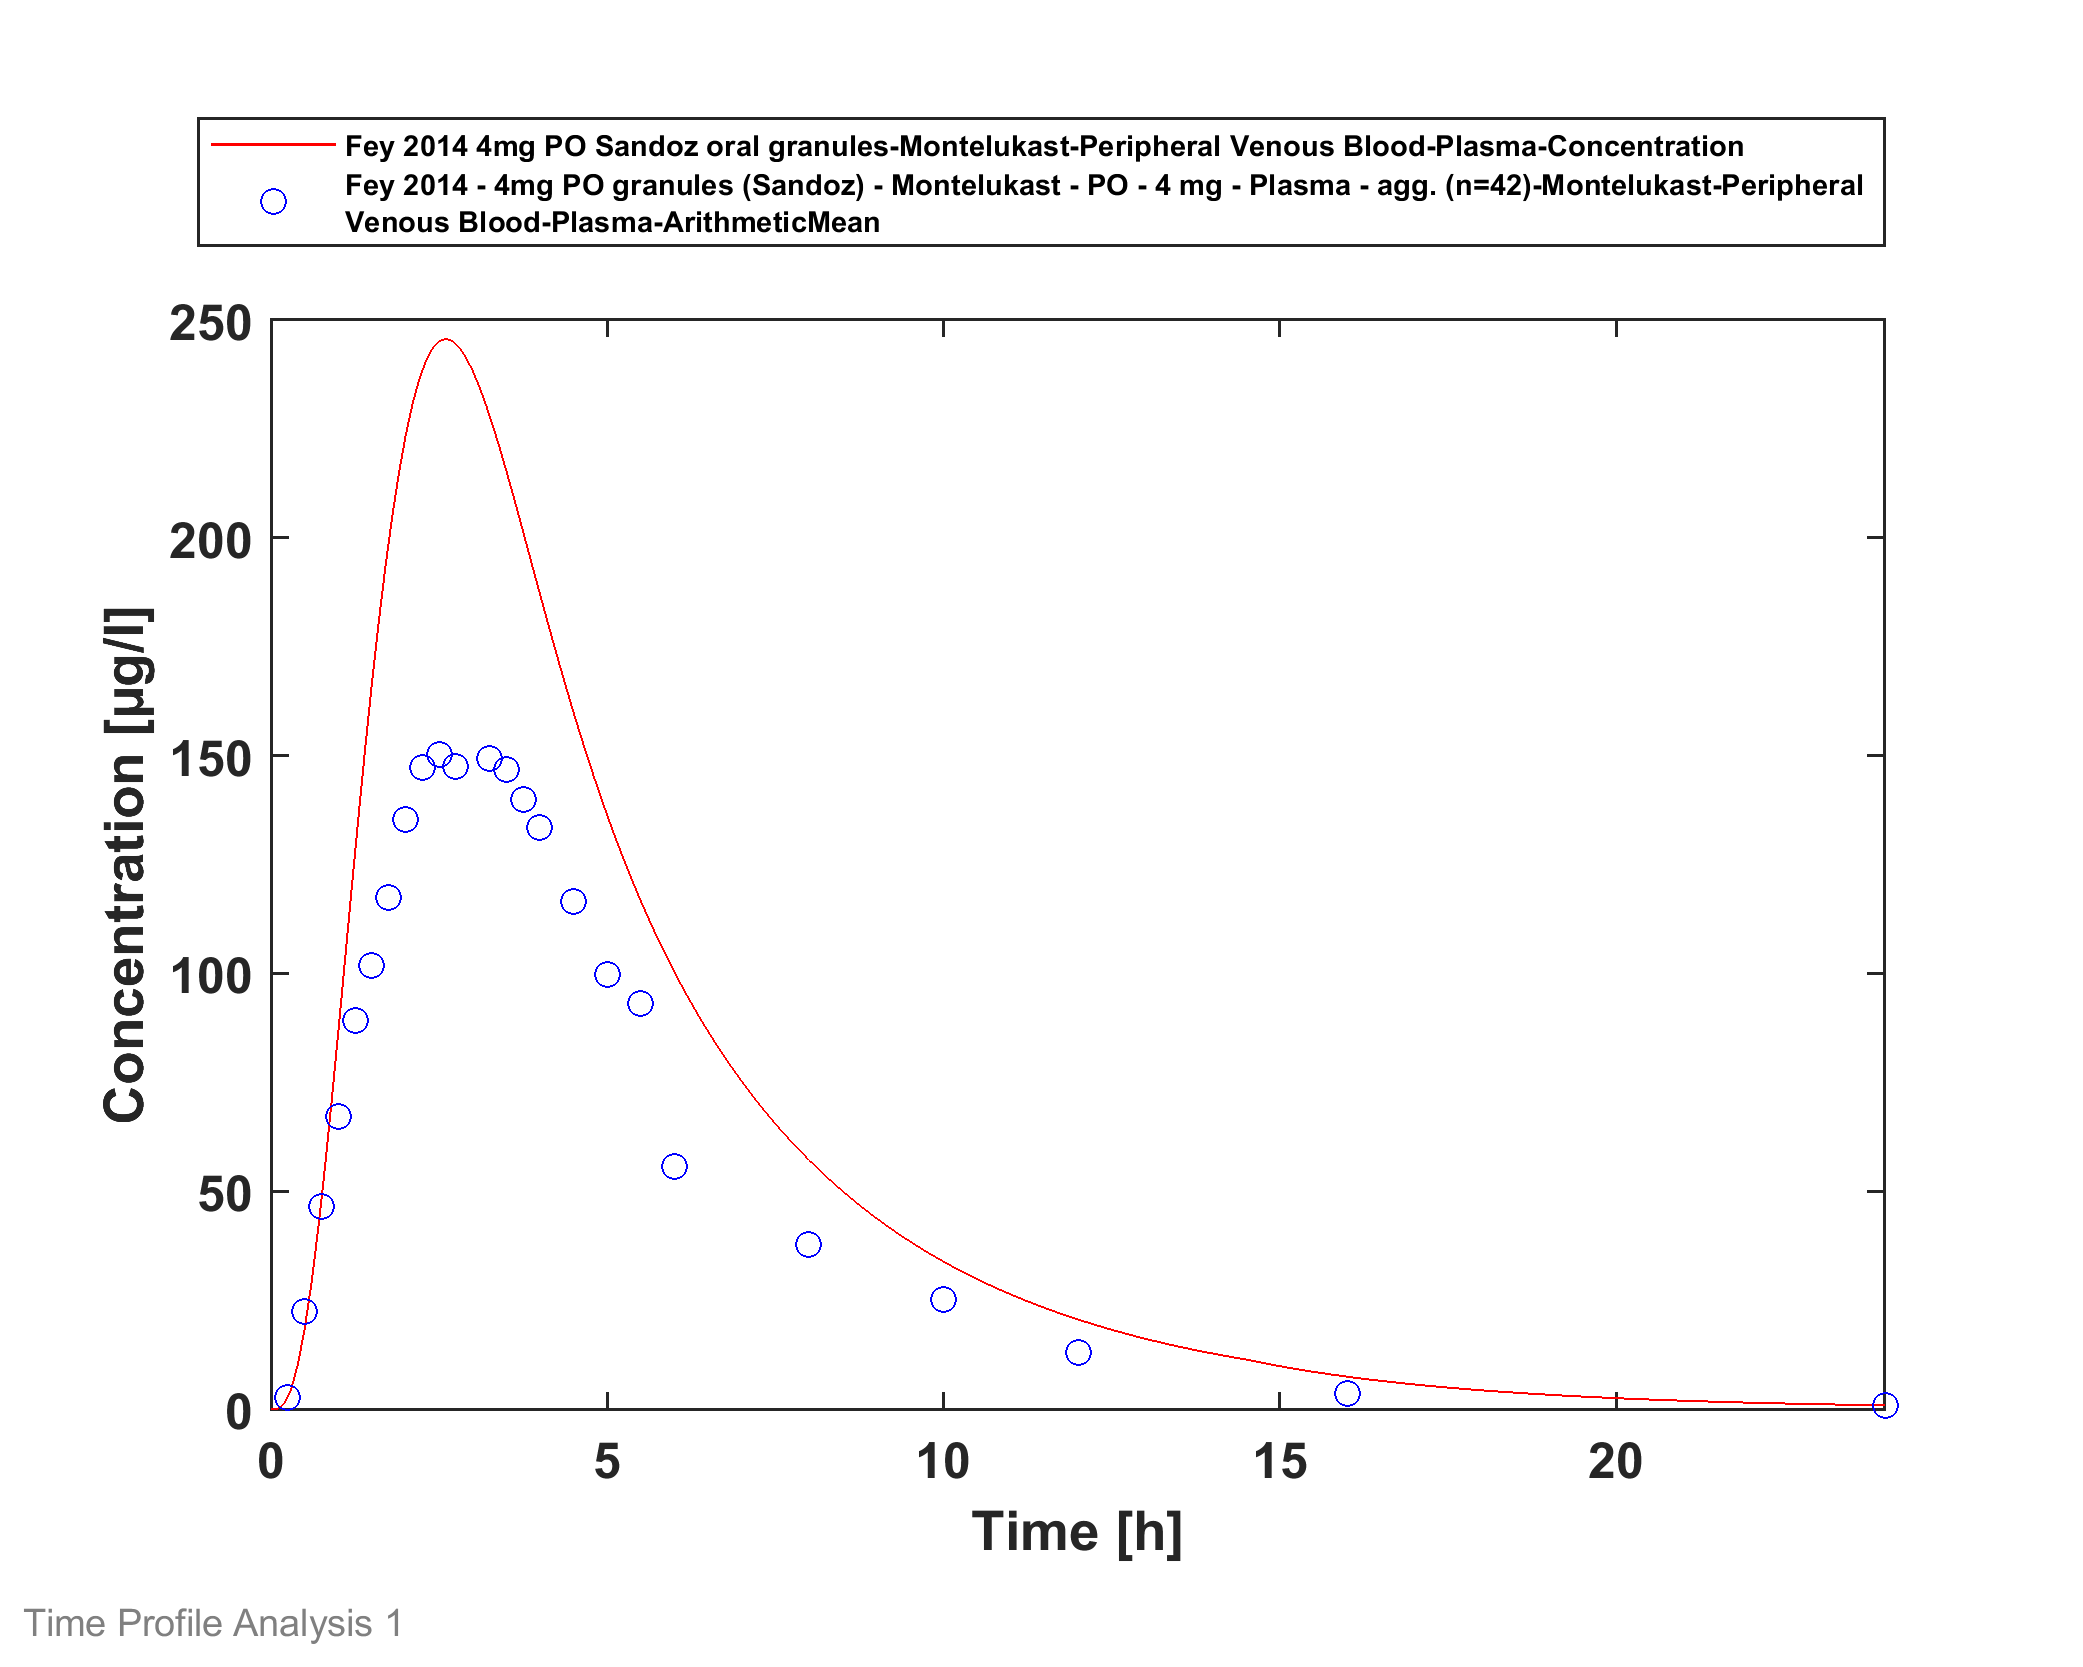 Fey 2014 4mg PO Sandoz oral granules-Montelukast-Peripheral Venous Blood-Plasma-Concentration
Fey 2014 - 4mg PO granules (Sandoz) - Montelukast - PO - 4 mg - Plasma - agg. (n=42)-Montelukast-Peripheral
Venous Blood-Plasma-ArithmeticMean
250
200
150
100
50
0
Concentration [µg/l]
0 5 10 15 20
Time [h]
Time Profile Analysis 1